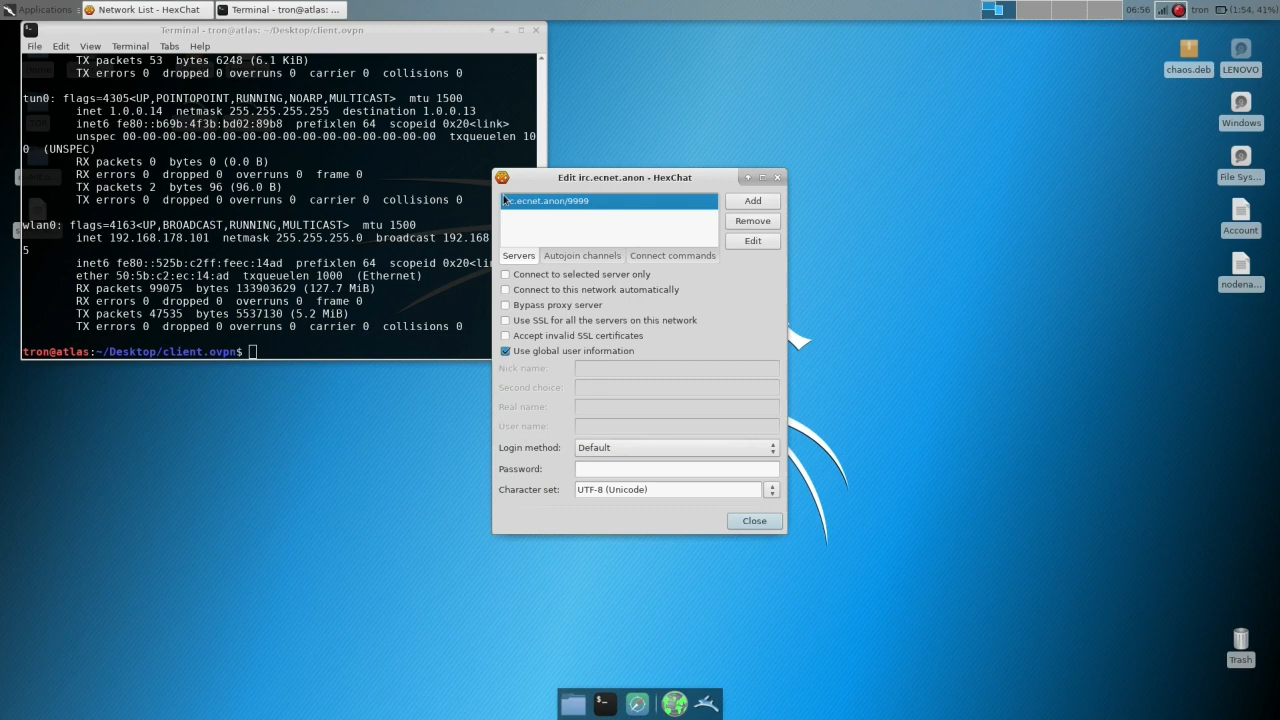 Applications
Network List - HexChat
Terminal - tron@atlas: ...
06:56
tron
(1:54, 41%)
Terminal - tron@atlas: ~/Desktop/client.ovpn
File Edit View Terminal Tabs Help
TX packets 53 bytes 6248 (6.1 KiB)
TX errors 0 dropped 0 overruns 0 carrier 0 collisions 0
tun0: flags=4305<UP,POINTOPOINT,RUNNING,NOARP,MULTICAST> mtu 1500
inet 1.0.0.14 netmask 255.255.255.255 destination 1.0.0.13
inet6 fe80::b69b:4f3b:bd02:89b8 prefixlen 64 scopeid 0x20<link>
unspec 00-00-00-00-00-00-00-00-00-00-00-00-00-00-00-00 txqueuelen 10
0 (UNSPEC)
RX packets 0 bytes 0 (0.0 B)
RX errors 0 dropped 0 overruns 0 frame 0
TX packets 2 bytes 96 (96.0 B)
TX errors 0 dropped 0 overruns 0 carrier 0 collisions 0
wlan0: flags=4163<UP,BROADCAST,RUNNING,MULTICAST> mtu 1500
inet 192.168.178.101 netmask 255.255.255.0 broadcast 192.168
5
inet6 fe80::525b:c2ff:feec:14ad prefixlen 64 scopeid 0x20<li
ether 50:5b:c2:ec:14:ad txqueuelen 1000 (Ethernet)
RX packets 99075 bytes 133903629 (127.7 MiB)
RX errors 0 dropped 0 overruns 0 frame 0
TX packets 47535 bytes 5537130 (5.2 MiB)
TX errors 0 dropped 0 overruns 0 carrier 0 collisions 0
tron@atlas:~/Desktop/client.ovpn$
Edit irc.ecnet.anon - HexChat
.ecnet.anon/9999
Add
Remove
Edit
Servers
Autojoin channels
Connect commands
Connect to selected server only
Connect to this network automatically
Bypass proxy server
Use SSL for all the servers on this network
Accept invalid SSL certificates
Use global user information
Nick name:
Second choice:
Real name:
User name:
Login method: Default
Password:
Character set: UTF-8 (Unicode)
Close
chaos.deb
LENOVO
Windows
File Sys...
Account
nodena...
Trash